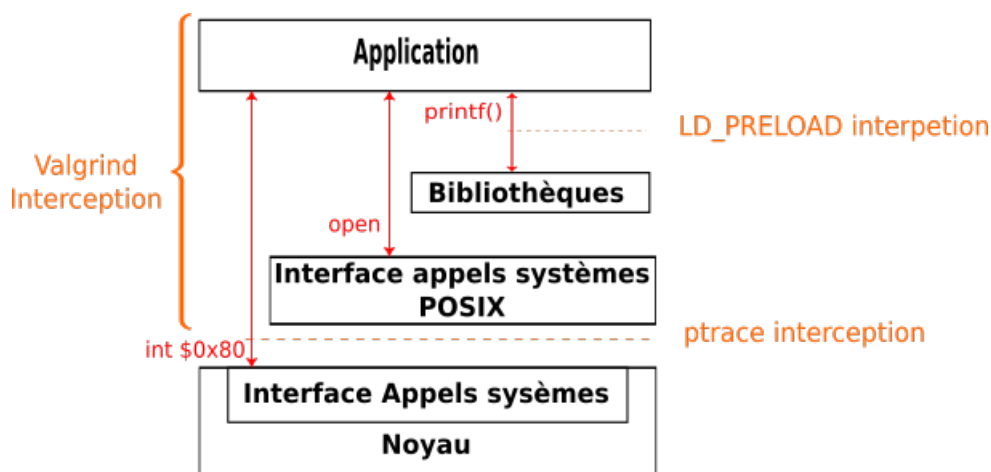 Application
printf()
LD_PRELOAD interpetion
Valgrind
Interception
Bibliothèques
open
Interface appels systèmes
POSIX
ptrace interception
int $0x80
Interface Appels sysèmes
Noyau